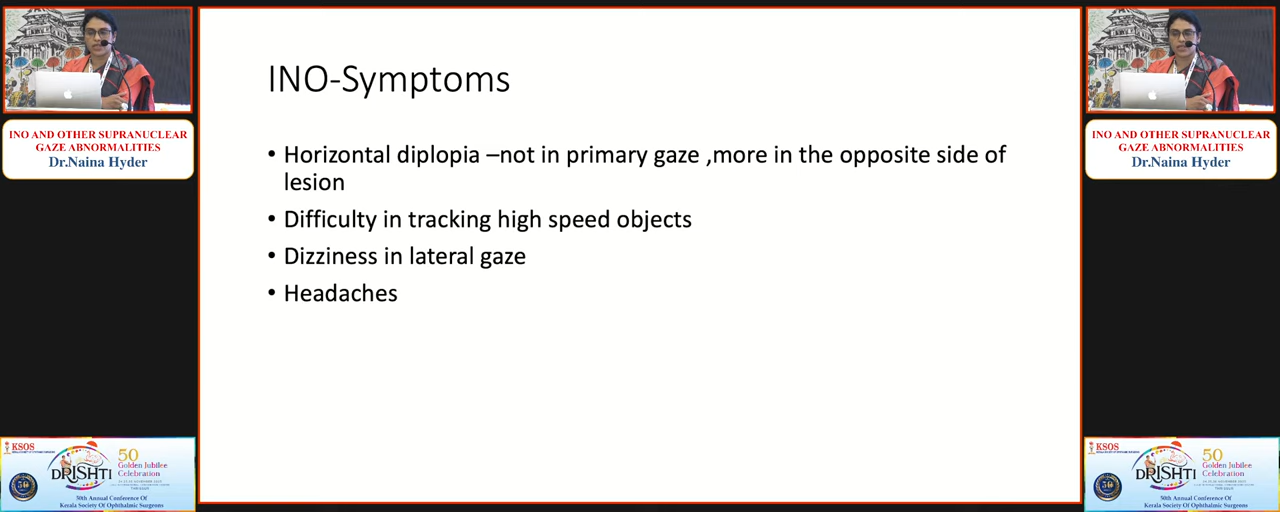 INO AND OTHER SUPRANUCLEAR
GAZE ABNORMALITIES
Dr.Naina Hyder
KSOS
50
Golden Jubilee
Celebration
DRISHTI
50th Annual Conference Of
Kerala Society Of Ophthalmic Surgeons
INO-Symptoms
• Horizontal diplopia –not in primary gaze ,more in the opposite side of
lesion
• Difficulty in tracking high speed objects
• Dizziness in lateral gaze
• Headaches
INO AND OTHER SUPRANUCLEAR
GAZE ABNORMALITIES
Dr.Naina Hyder
KSOS
50
Golden Jubilee
Celebration
DRISHTI
50th Annual Conference Of
Kerala Society Of Ophthalmic Surgeons